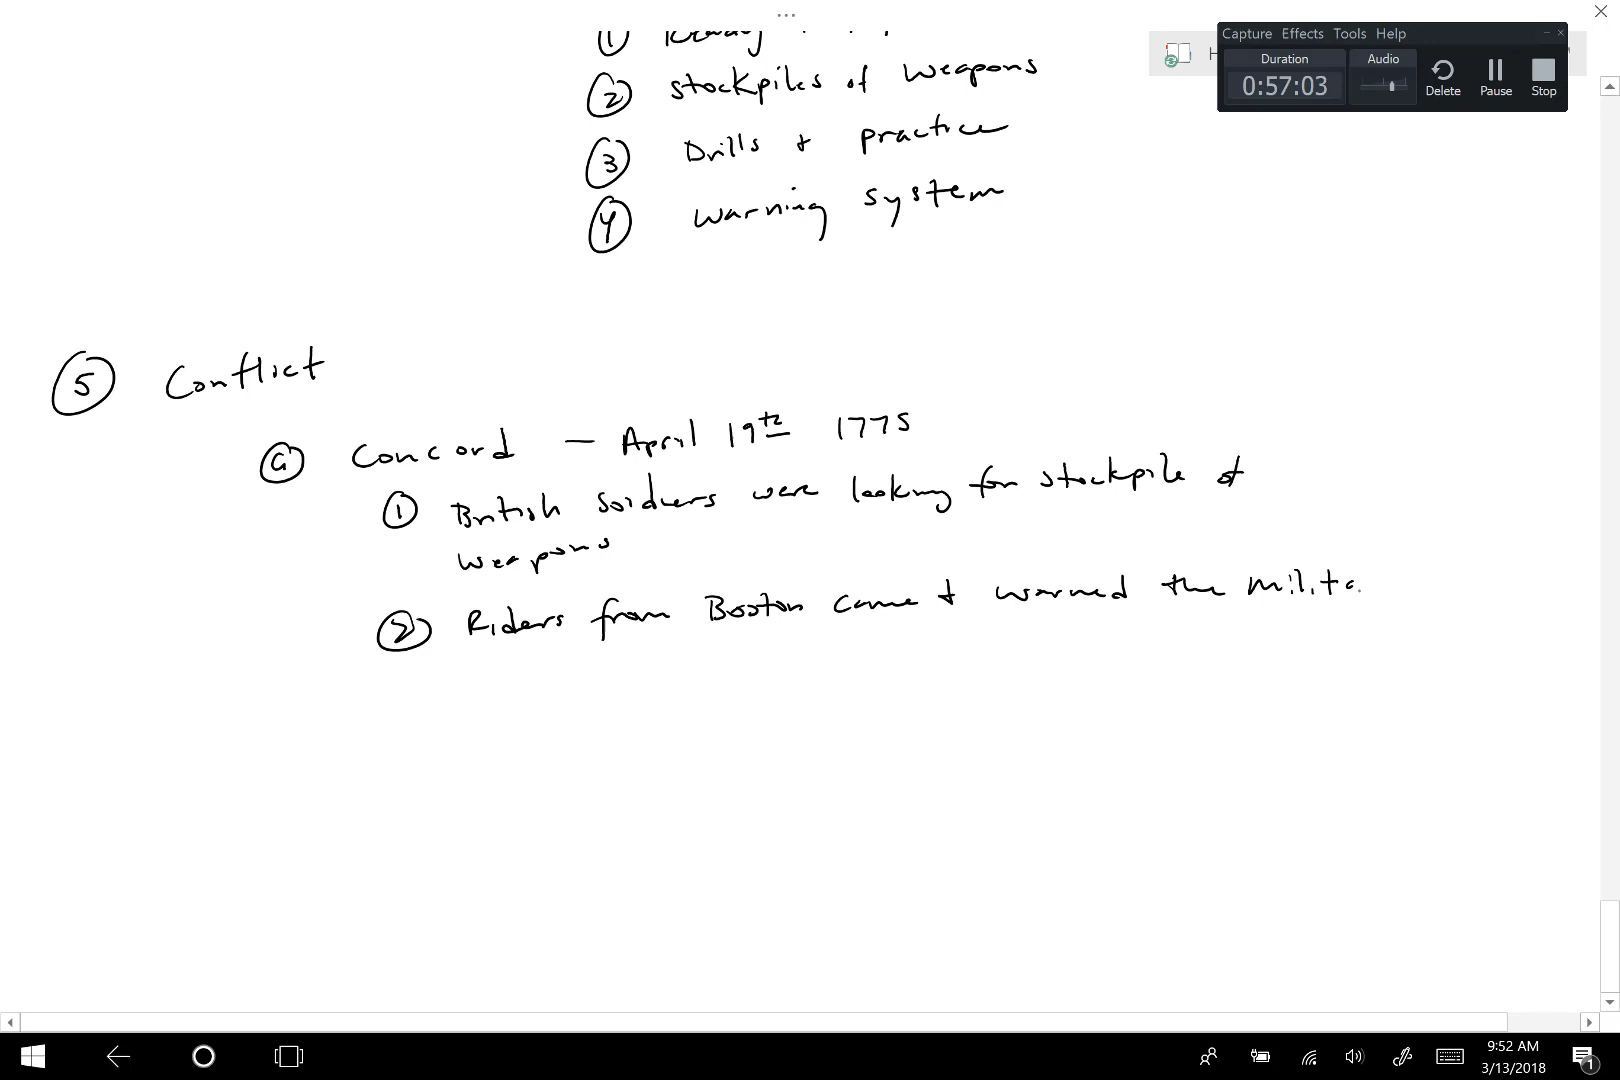 ...
Capture Effects Tools Help
Duration
Audio
0:57:03
Delete
Pause
Stop
H
①
② stockpiles of weapons
③ Drills + practice
④ warning system
⑤ Conflict
ⓐ Concord — April 19th 1775
① British soldiers were looking for stockpile of
weapons
② Riders from Boston came + warned the milita
9:52 AM
3/13/2018
1